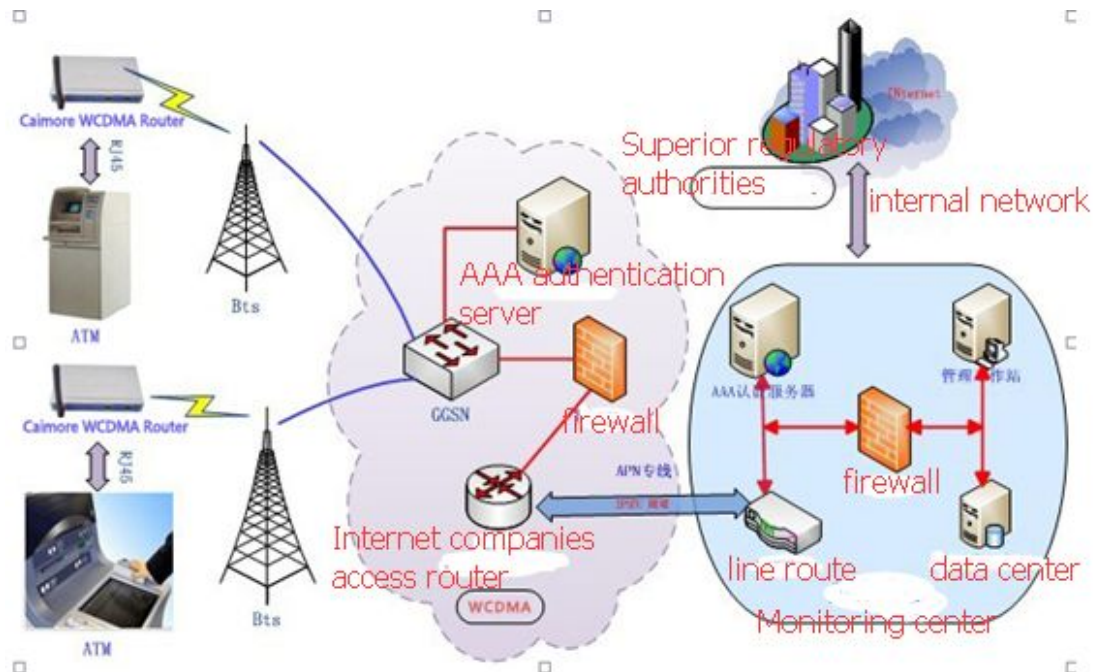 Caimore WCDMA Router
RJ45
ATM
Bts
Caimore WCDMA Router
RJ45
ATM
Bts
AAA authentication
server
GGSN
firewall
Internet companies
access router
WCDMA
APN专线
INternet
Superior regulatory
authorities
internal network
AAA认证服务器
firewall
line route
data center
Monitoring center